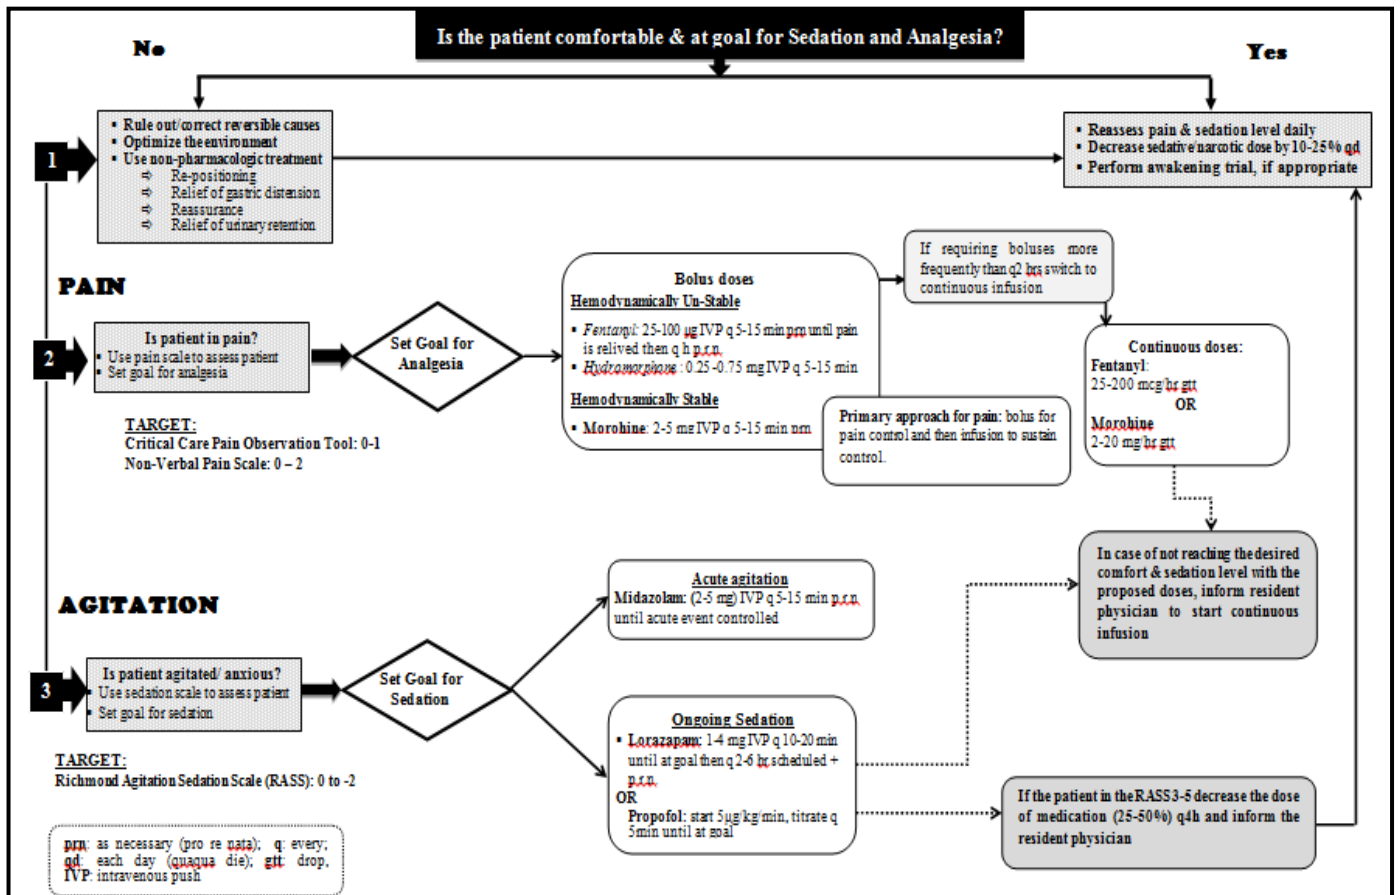 Is the patient comfortable & at goal for Sedation and Analgesia?
No
Yes
1
▪ Rule out/correct reversible causes
▪ Optimize the environment
▪ Use non-pharmacologic treatment
⇨ Re-positioning
⇨ Relief of gastric distension
⇨ Reassurance
⇨ Relief of urinary retention
▪ Reassess pain & sedation level daily
▪ Decrease sedative/narcotic dose by 10-25% qd
▪ Perform awakening trial, if appropriate
PAIN
2
Is patient in pain?
▪ Use pain scale to assess patient
▪ Set goal for analgesia
Set Goal for
Analgesia
TARGET:
Critical Care Pain Observation Tool: 0-1
Non-Verbal Pain Scale: 0 – 2
Bolus doses
Hemodynamically Un-Stable
▪ Fentanyl: 25-100 µg IVP q 5-15 min prn until pain
is relived then q h p.r.n.
▪ Hydramorphone : 0.25-0.75 mg IVP q 5-15 min
Hemodynamically Stable
▪ Morohine: 2-5 mg IVP q 5-15 min prn
If requiring boluses more
frequently than q2 hrs switch to
continuous infusion
Primary approach for pain: bolus for
pain control and then infusion to sustain
control.
Continuous doses:
Fentanyl:
25-200 mcg/hr gtt
OR
Morohine
2-20 mg/hr gtt
In case of not reaching the desired
comfort & sedation level with the
proposed doses, inform resident
physician to start continuous
infusion
AGITATION
3
Is patient agitated/ anxious?
▪ Use sedation scale to assess patient
▪ Set goal for sedation
Set Goal for
Sedation
TARGET:
Richmond Agitation Sedation Scale (RASS): 0 to -2
Acute agitation
Midazolam: (2-5 mg) IVP q 5-15 min p.r.n.
until acute event controlled
Ongoing Sedation
▪ Lorazapam: 1-4 mg IVP q 10-20 min
until at goal then q 2-6 hr scheduled +
p.r.n.
OR
Propofol: start 5µg/kg/min, titrate q
5min until at goal
If the patient in the RASS 3-5 decrease the dose
of medication (25-50%) q4h and inform the
resident physician
prn: as necessary (pro re nata); q: every;
qd: each day (quaqua die); gtt: drop,
IVP: intravenous push